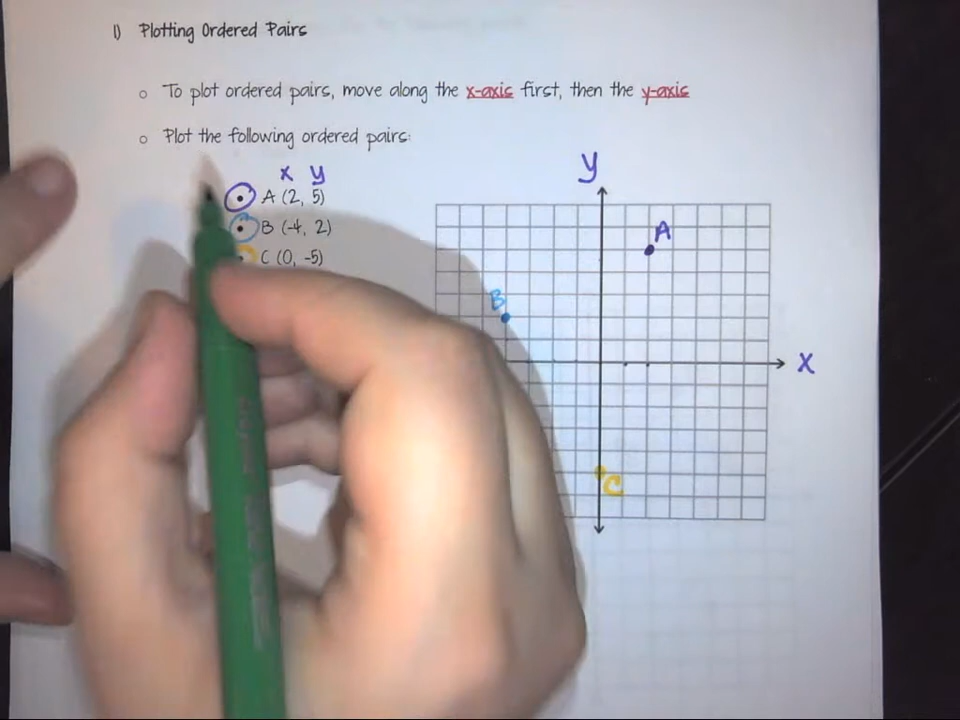 1) Plotting Ordered Pairs
To plot ordered pairs, move along the x-axis first, then the y-axis
Plot the following ordered pairs:
x y
A (2, 5)
B (-4, 2)
C (0, -5)
y
A
B
x
C